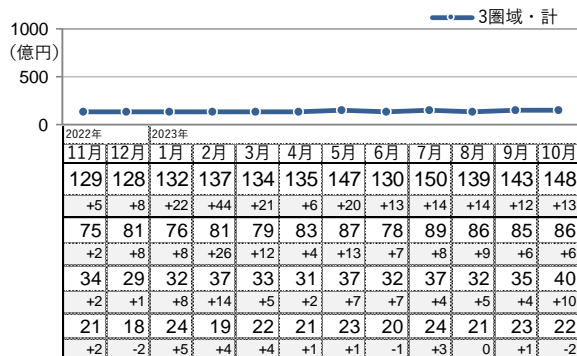 3圏域・計
1000
(億円)
500
0
2022年 2023年
11月 12月 1月 2月 3月 4月 5月 6月 7月 8月 9月 10月
129 128 132 137 134 135 147 130 150 139 143 148
+5 +8 +22 +44 +21 +6 +20 +13 +14 +14 +12 +13
75 81 76 81 79 83 87 78 89 86 85 86
+2 +8 +8 +26 +12 +4 +13 +7 +8 +9 +6 +6
34 29 32 37 33 31 37 32 37 32 35 40
+2 +1 +8 +14 +5 +2 +7 +7 +4 +5 +4 +10
21 18 24 19 22 21 23 20 24 21 23 22
+2 -2 +5 +4 +4 +1 +1 -1 +3 0 +1 -2